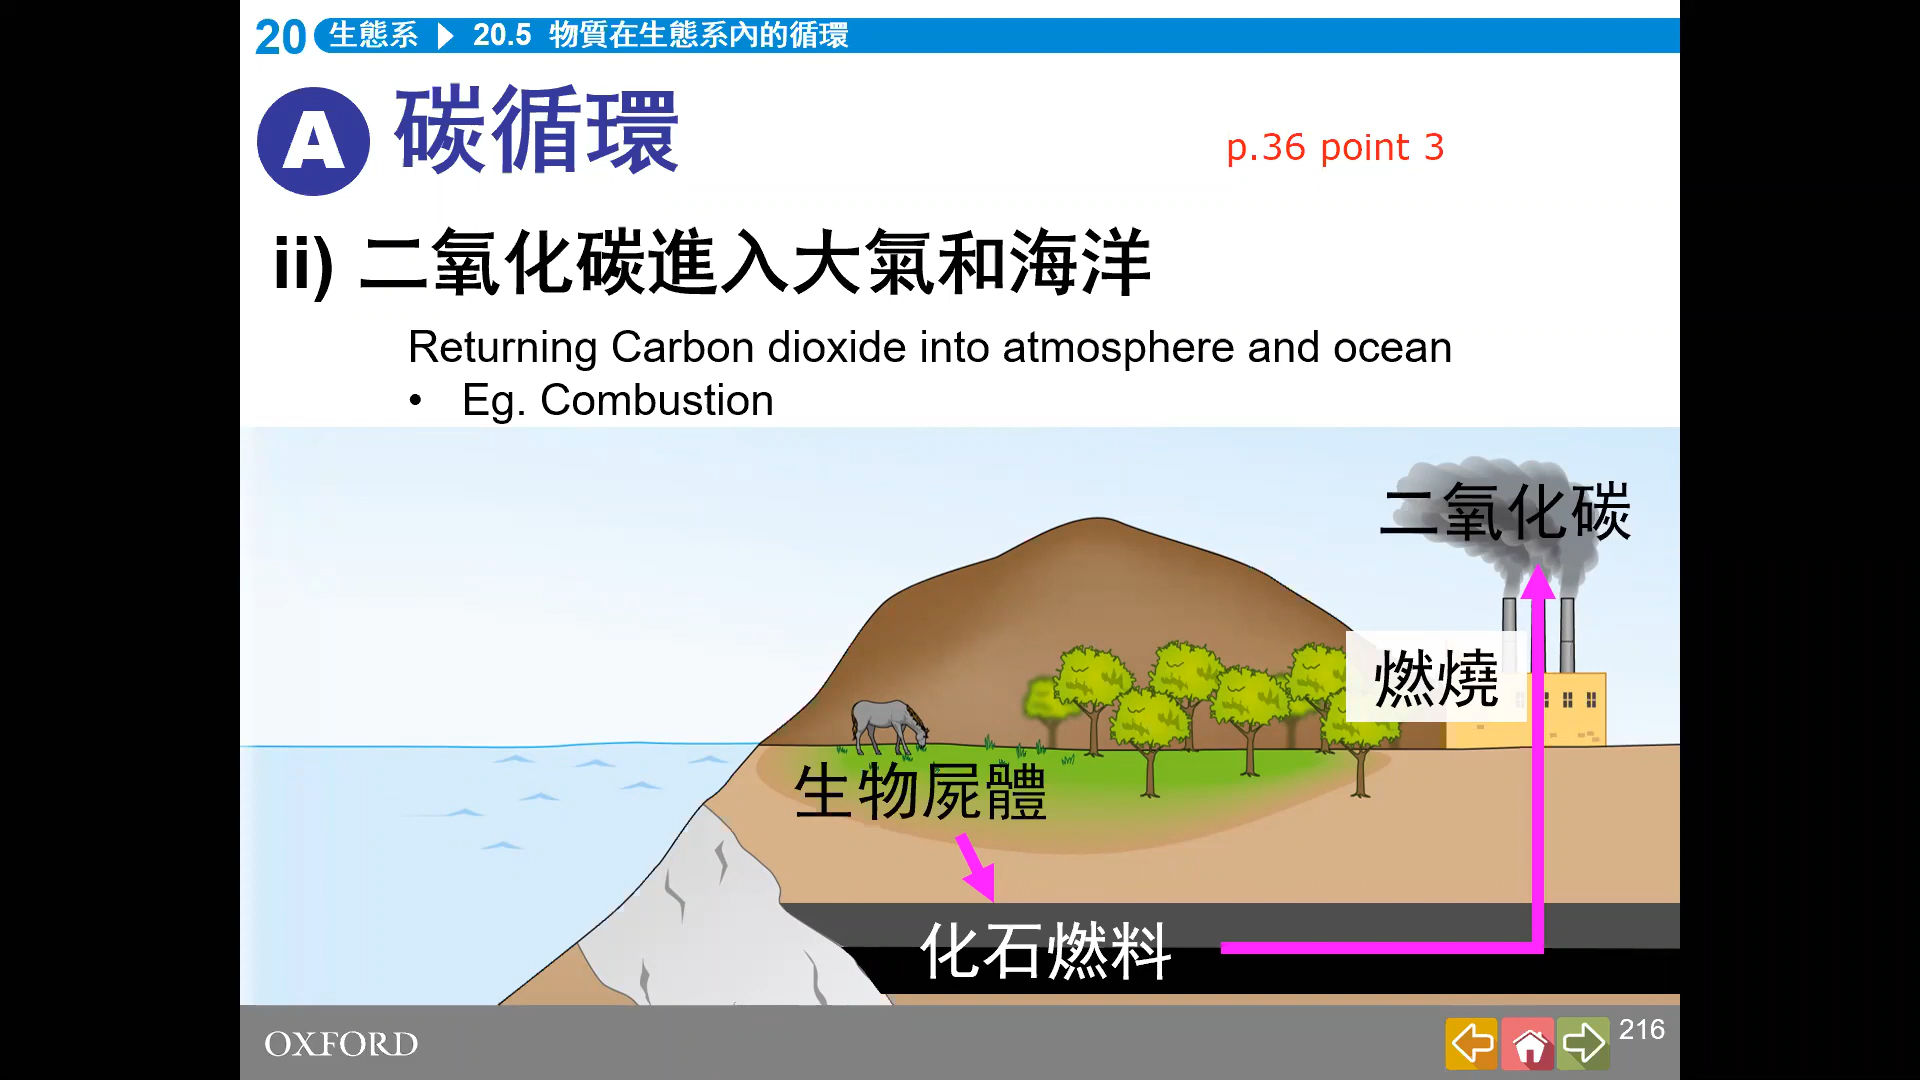 20 生態系 20.5 物質在生態系內的循環
A 碳循環
p.36 point 3
ii) 二氧化碳進入大氣和海洋
Returning Carbon dioxide into atmosphere and ocean
• Eg. Combustion
二氧化碳
燃燒
生物屍體
化石燃料
OXFORD
216